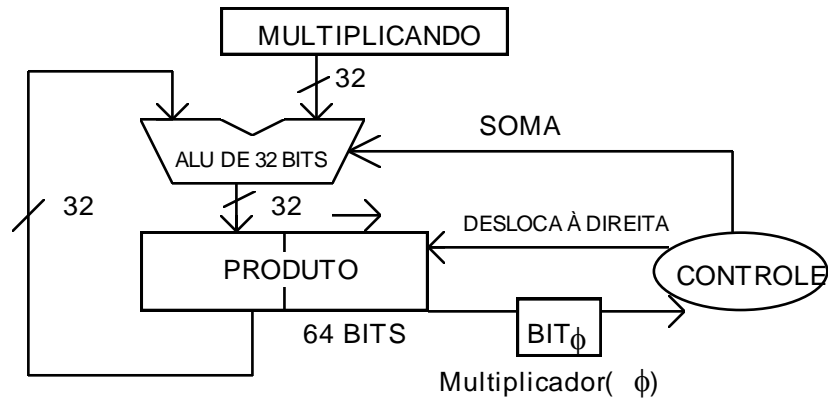 MULTIPLICANDO
32
SOMA
ALU DE 32 BITS
32
32
DESLOCA À DIREITA
PRODUTO
CONTROLE
64 BITS
BITϕ
Multiplicador( ϕ)